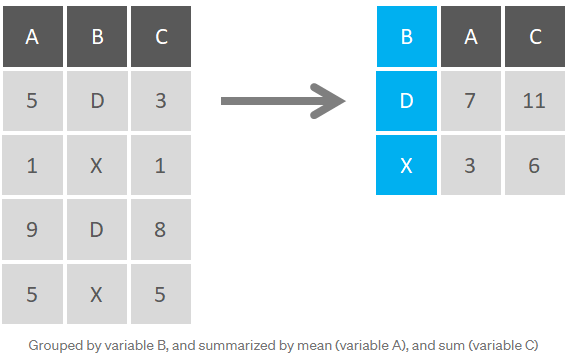 A B C
5 D 3
1 X 1
9 D 8
5 X 5
B A C
D 7 11
X 3 6
Grouped by variable B, and summarized by mean (variable A), and sum (variable C)